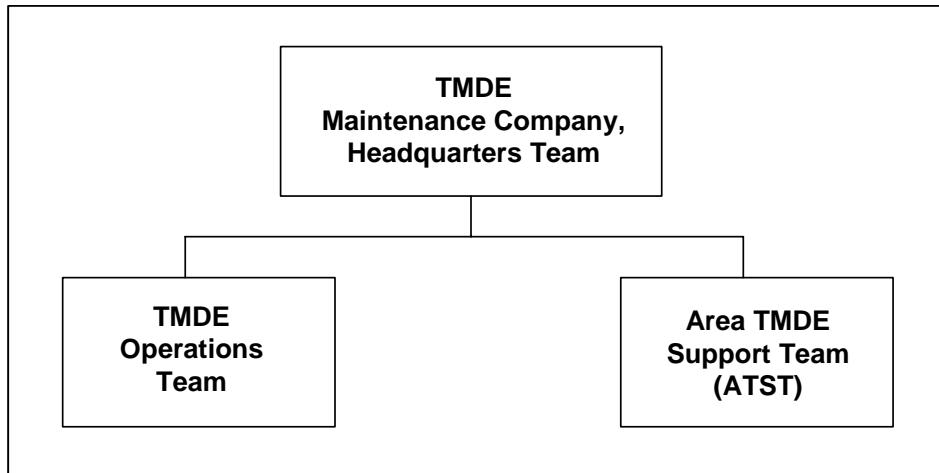 TMDE
Maintenance Company,
Headquarters Team
TMDE
Operations
Team
Area TMDE
Support Team
(ATST)